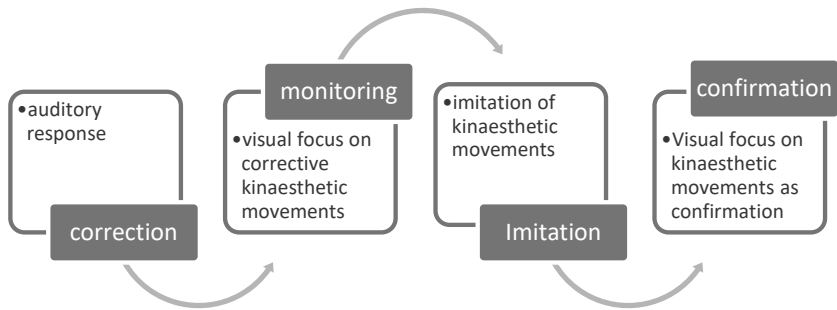 •auditory
response
correction
monitoring
•visual focus on
corrective
kinaesthetic
movements
•imitation of
kinaesthetic
movements
Imitation
confirmation
•Visual focus on
kinaesthetic
movements as
confirmation